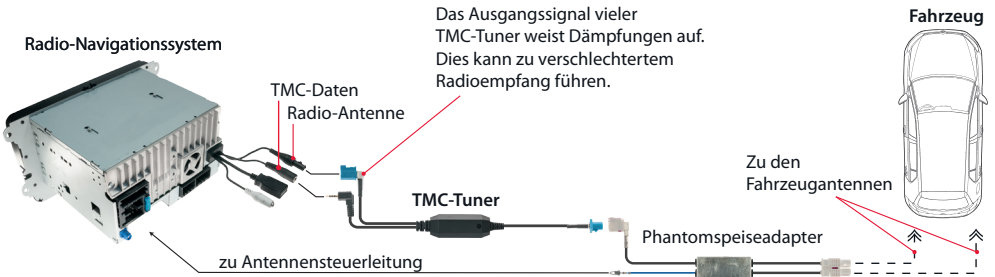 Das Ausgangssignal vieler
TMC-Tuner weist Dämpfungen auf.
Dies kann zu verschlechtertem
Radioempfang führen.
Fahrzeug
Radio-Navigationssystem
TMC-Daten
Radio-Antenne
Zu den
Fahrzeugantennen
TMC-Tuner
Phantomspeiseadapter
zu Antennensteuerleitung